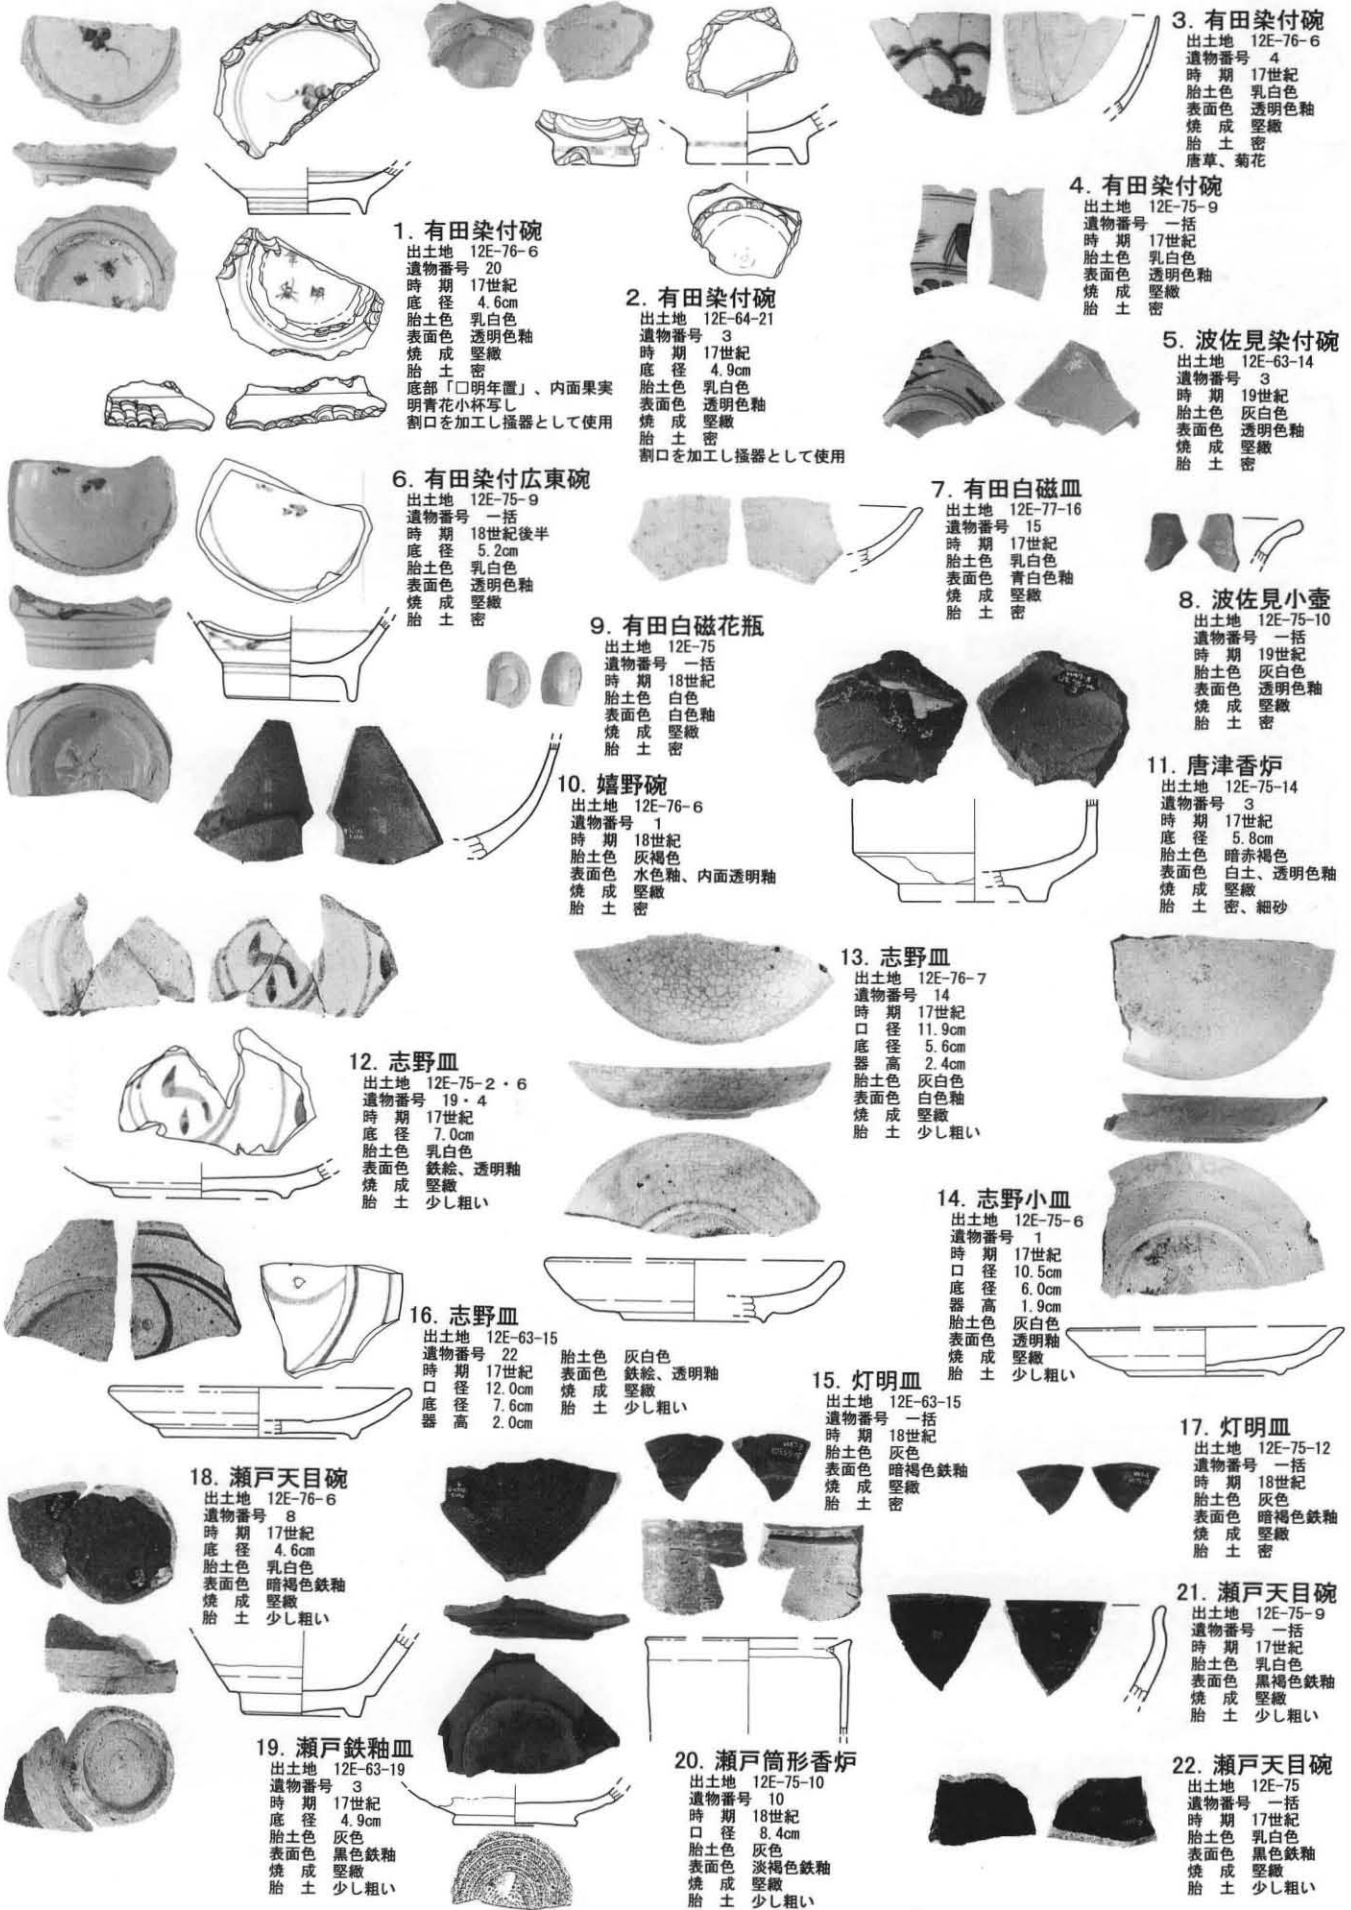 1. 有田染付碗
出土地 12E-76-6
遺物番号 20
時期 17世紀
底径 4.6cm
胎土色 乳白色
表面色 透明色釉
焼成 堅緻
胎土 密
底部「□明年置」、内面果実
明青花小杯写し
割口を加工し掻器として使用
2. 有田染付碗
出土地 12E-64-21
遺物番号 3
時期 17世紀
底径 4.9cm
胎土色 乳白色
表面色 透明色釉
焼成 堅緻
胎土 密
割口を加工し掻器として使用
3. 有田染付碗
出土地 12E-76-6
遺物番号 4
時期 17世紀
胎土色 乳白色
表面色 透明色釉
焼成 堅緻
胎土 密
唐草、菊花
4. 有田染付碗
出土地 12E-75-9
遺物番号 一括
時期 17世紀
胎土色 乳白色
表面色 透明色釉
焼成 堅緻
胎土 密
5. 波佐見染付碗
出土地 12E-63-14
遺物番号 3
時期 19世紀
胎土色 灰白色
表面色 透明色釉
焼成 堅緻
胎土 密
6. 有田染付広東碗
出土地 12E-75-9
遺物番号 一括
時期 18世紀後半
底径 5.2cm
胎土色 乳白色
表面色 透明色釉
焼成 堅緻
胎土 密
7. 有田白磁皿
出土地 12E-77-16
遺物番号 15
時期 17世紀
胎土色 乳白色
表面色 青白色釉
焼成 堅緻
胎土 密
8. 波佐見小壺
出土地 12E-75-10
遺物番号 一括
時期 19世紀
胎土色 灰白色
表面色 透明色釉
焼成 堅緻
胎土 密
9. 有田白磁花瓶
出土地 12E-75
遺物番号 一括
時期 18世紀
胎土色 白色
表面色 白色釉
焼成 堅緻
胎土 密
10. 嬉野碗
出土地 12E-76-6
遺物番号 1
時期 18世紀
胎土色 灰褐色
表面色 水色釉、内面透明釉
焼成 堅緻
胎土 密
11. 唐津香炉
出土地 12E-75-14
遺物番号 3
時期 17世紀
底径 5.8cm
胎土色 暗赤褐色
表面色 白土、透明色釉
焼成 堅緻
胎土 密、細砂
12. 志野皿
出土地 12E-75-2・6
遺物番号 19・4
時期 17世紀
底径 7.0cm
胎土色 乳白色
表面色 鉄絵、透明釉
焼成 堅緻
胎土 少し粗い
13. 志野皿
出土地 12E-76-7
遺物番号 14
時期 17世紀
口径 11.9cm
底径 5.6cm
器高 2.4cm
胎土色 灰白色
表面色 白色釉
焼成 堅緻
胎土 少し粗い
14. 志野小皿
出土地 12E-75-6
遺物番号 1
時期 17世紀
口径 10.5cm
底径 6.0cm
器高 1.9cm
胎土色 灰白色
表面色 透明釉
焼成 堅緻
胎土 少し粗い
16. 志野皿
出土地 12E-63-15
遺物番号 22
時期 17世紀
口径 12.0cm
底径 7.6cm
器高 2.0cm
胎土色 灰白色
表面色 鉄絵、透明釉
焼成 堅緻
胎土 少し粗い
15. 灯明皿
出土地 12E-63-15
遺物番号 一括
時期 18世紀
胎土色 灰色
表面色 暗褐色鉄釉
焼成 堅緻
胎土 密
17. 灯明皿
出土地 12E-75-12
遺物番号 一括
時期 18世紀
胎土色 灰色
表面色 暗褐色鉄釉
焼成 堅緻
胎土 密
18. 瀬戸天目碗
出土地 12E-76-6
遺物番号 8
時期 17世紀
底径 4.6cm
胎土色 乳白色
表面色 暗褐色鉄釉
焼成 堅緻
胎土 少し粗い
19. 瀬戸鉄釉皿
出土地 12E-63-19
遺物番号 3
時期 17世紀
底径 4.9cm
胎土色 灰色
表面色 黒色鉄釉
焼成 堅緻
胎土 少し粗い
20. 瀬戸筒形香炉
出土地 12E-75-10
遺物番号 10
時期 18世紀
口径 8.4cm
胎土色 灰色
表面色 淡褐色鉄釉
焼成 堅緻
胎土 少し粗い
21. 瀬戸天目碗
出土地 12E-75-9
遺物番号 一括
時期 17世紀
胎土色 乳白色
表面色 黒褐色鉄釉
焼成 堅緻
胎土 少し粗い
22. 瀬戸天目碗
出土地 12E-75
遺物番号 一括
時期 17世紀
胎土色 乳白色
表面色 黒色鉄釉
焼成 堅緻
胎土 少し粗い